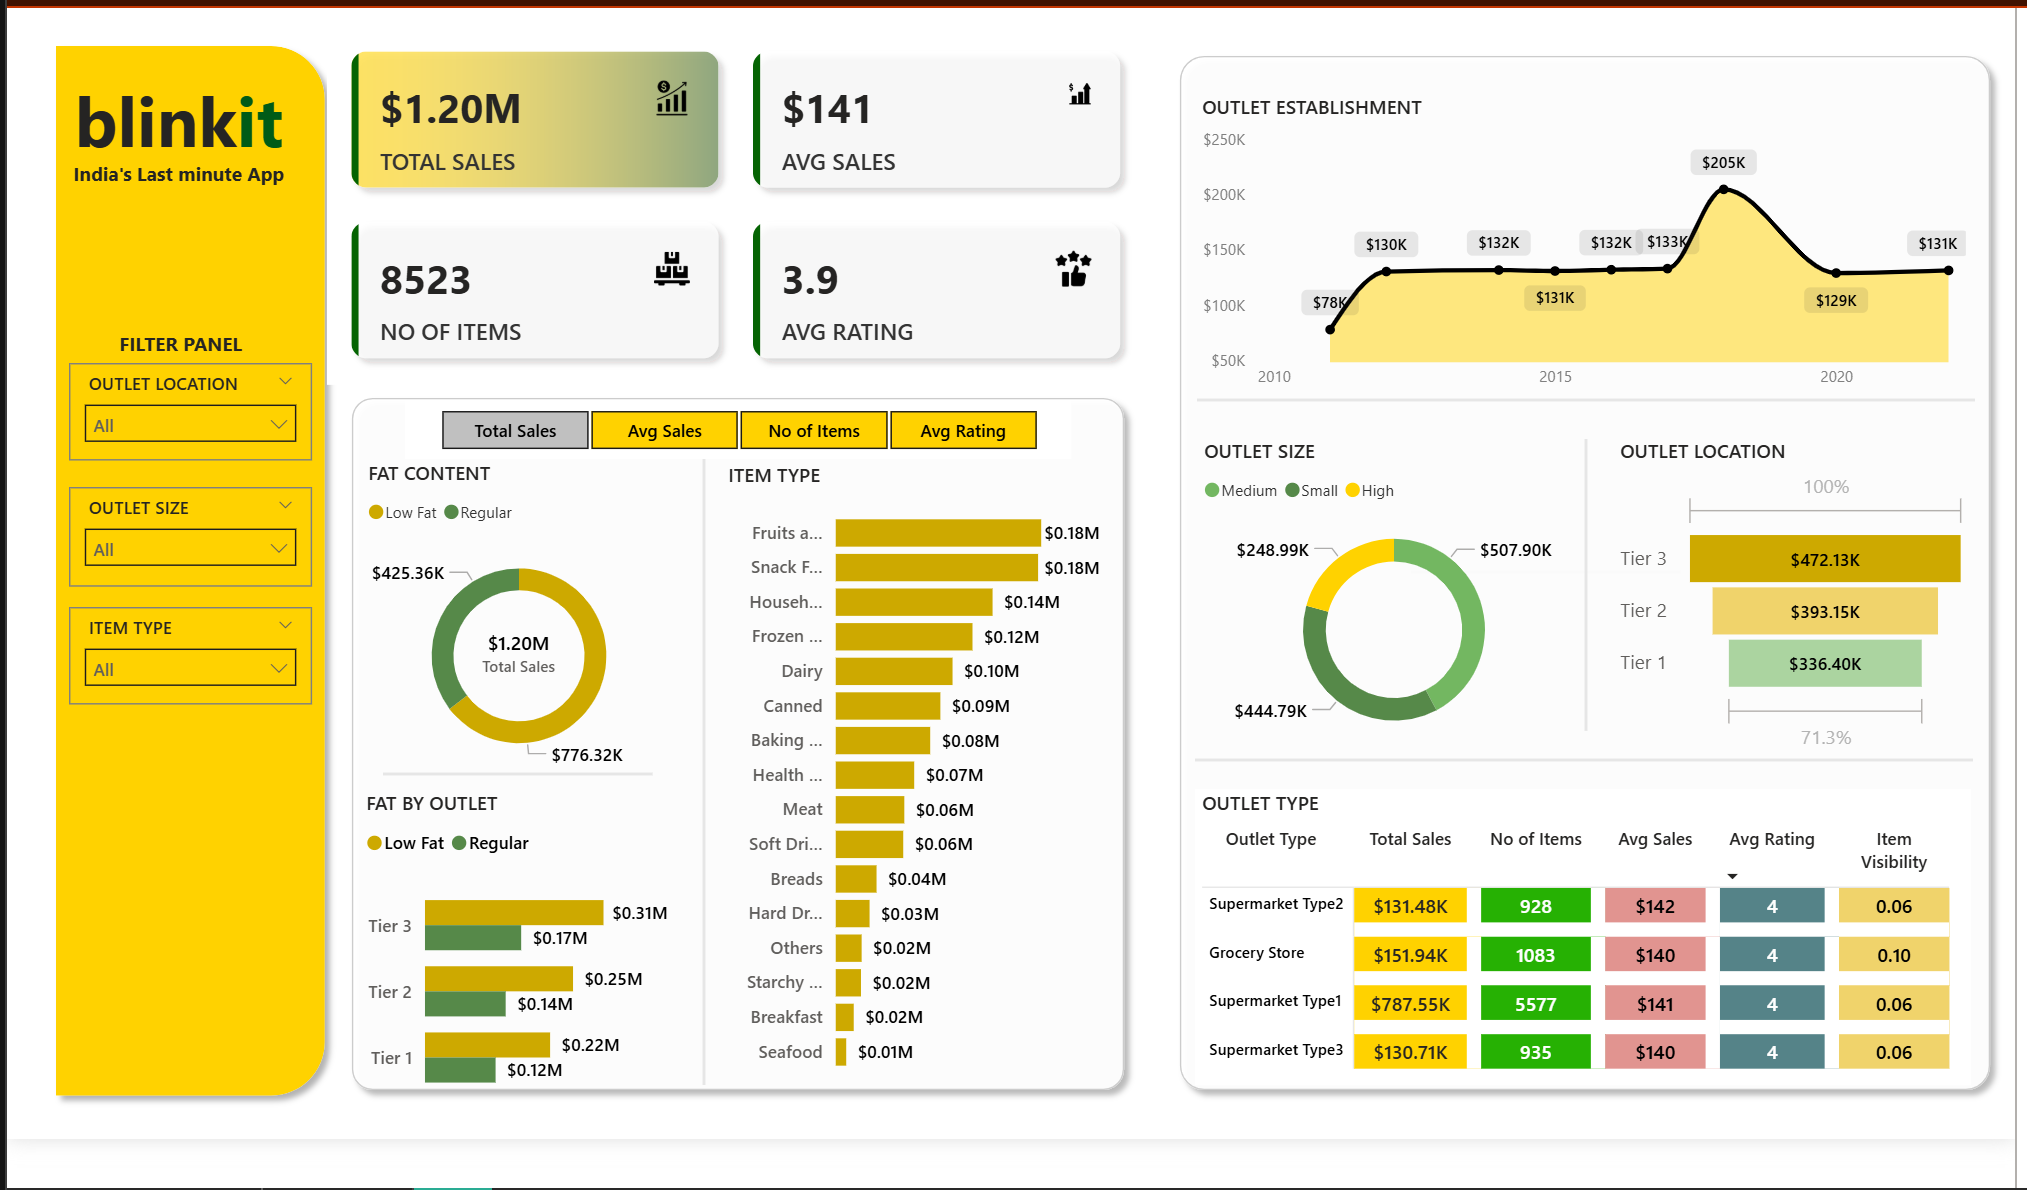 blinkit
India's Last minute App
FILTER PANEL
OUTLET LOCATION
All
OUTLET SIZE
All
ITEM TYPE
All
$1.20M
TOTAL SALES
$141
AVG SALES
8523
NO OF ITEMS
3.9
AVG RATING
Total Sales
Avg Sales
No of Items
Avg Rating
FAT CONTENT
Low Fat Regular
$425.36K
$1.20M
Total Sales
$776.32K
FAT BY OUTLET
Low Fat Regular
Tier 3 $0.31M
$0.17M
Tier 2 $0.25M
$0.14M
Tier 1 $0.22M
$0.12M
ITEM TYPE
Fruits a... $0.18M
Snack F... $0.18M
Househ... $0.14M
Frozen ... $0.12M
Dairy $0.10M
Canned $0.09M
Baking ... $0.08M
Health ... $0.07M
Meat $0.06M
Soft Dri... $0.06M
Breads $0.04M
Hard Dr... $0.03M
Others $0.02M
Starchy ... $0.02M
Breakfast $0.02M
Seafood $0.01M
OUTLET ESTABLISHMENT
$250K
$200K
$150K
$100K
$50K
$78K
$130K
$132K
$131K
$132K
$133K
$205K
$129K
$131K
2010 2015 2020
OUTLET SIZE
Medium Small High
$248.99K
$507.90K
$444.79K
OUTLET LOCATION
100%
Tier 3 $472.13K
Tier 2 $393.15K
Tier 1 $336.40K
71.3%
OUTLET TYPE
Outlet Type Total Sales No of Items Avg Sales Avg Rating Item
Visibility
Supermarket Type2 $131.48K 928 $142 4 0.06
Grocery Store $151.94K 1083 $140 4 0.10
Supermarket Type1 $787.55K 5577 $141 4 0.06
Supermarket Type3 $130.71K 935 $140 4 0.06